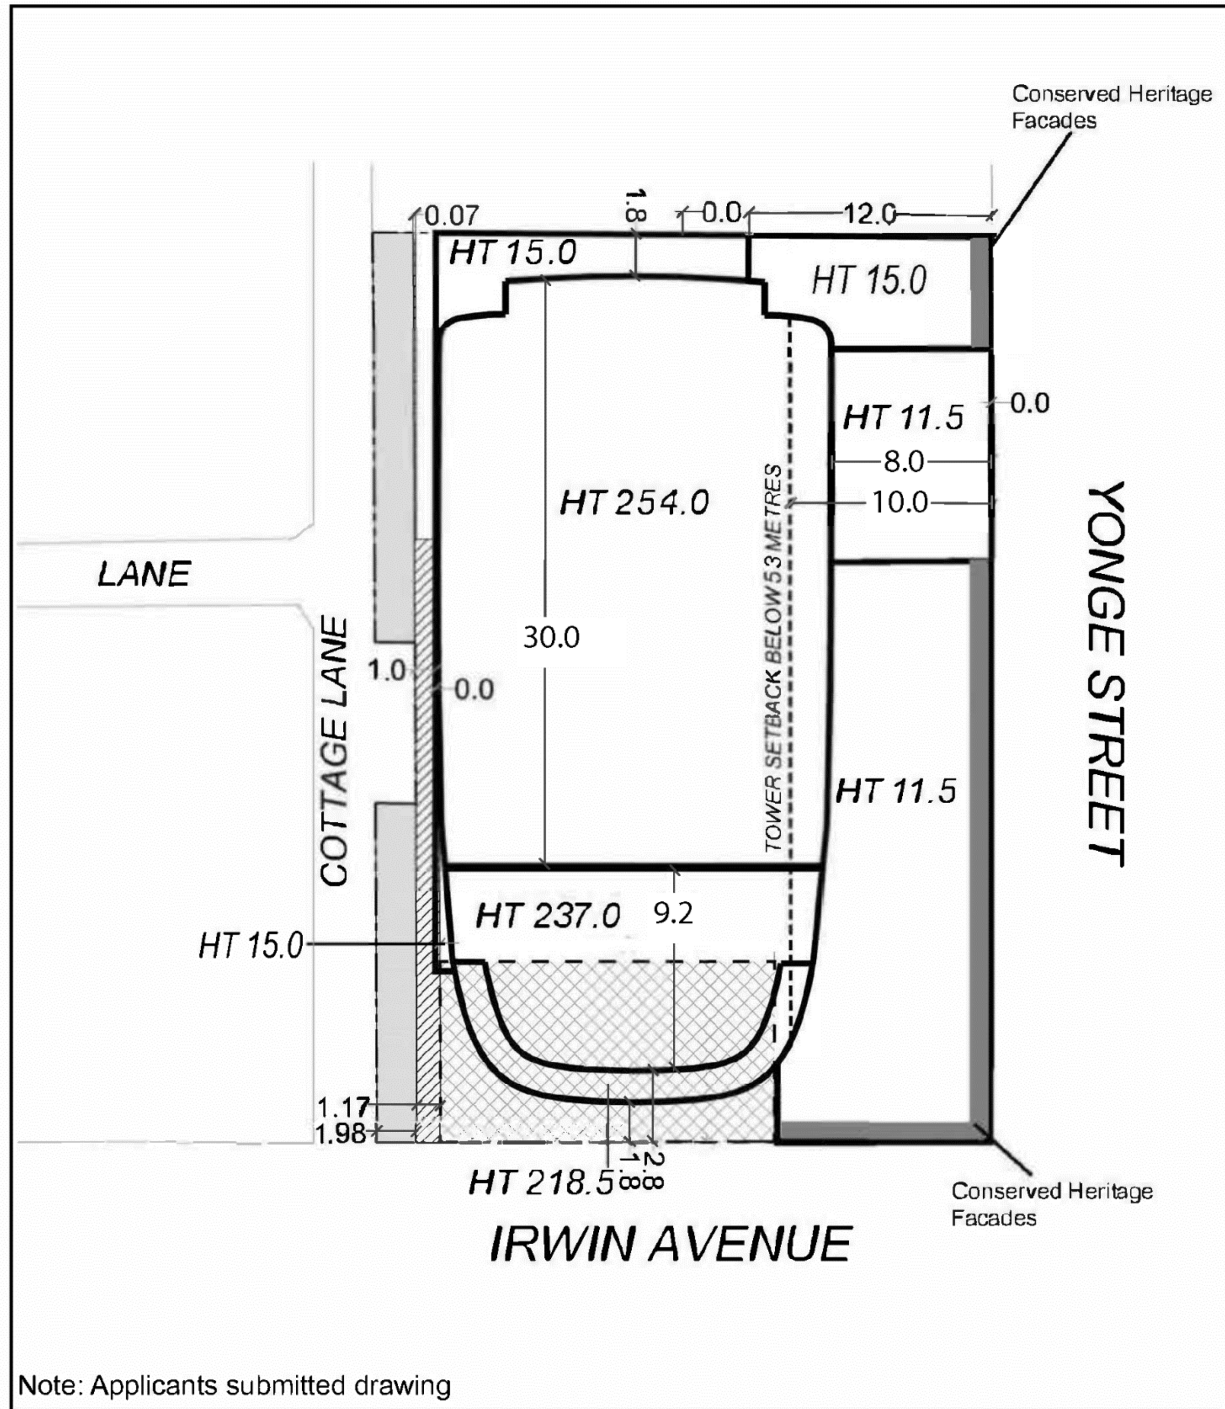 Conserved Heritage
Facades
0.07
1.8
0.0
12.0
HT 15.0
HT 15.0
HT 11.5
0.0
8.0
HT 254.0
10.0
TOWER SETBACK BELOW 53 METRES
YONGE STREET
LANE
30.0
COTTAGE LANE
1.0
0.0
HT 11.5
HT 237.0
9.2
HT 15.0
1.17
1.98
HT 218.5
1.8
2.8
Conserved Heritage
Facades
IRWIN AVENUE
Note: Applicants submitted drawing